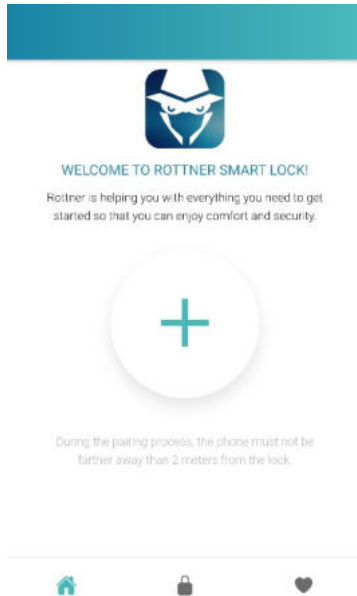 WELCOME TO ROTTNER SMART LOCK!
Rottner is helping you with everything you need to get
started so that you can enjoy comfort and security.
During the pairing process, the phone must not be
farther away than 2 meters from the lock.